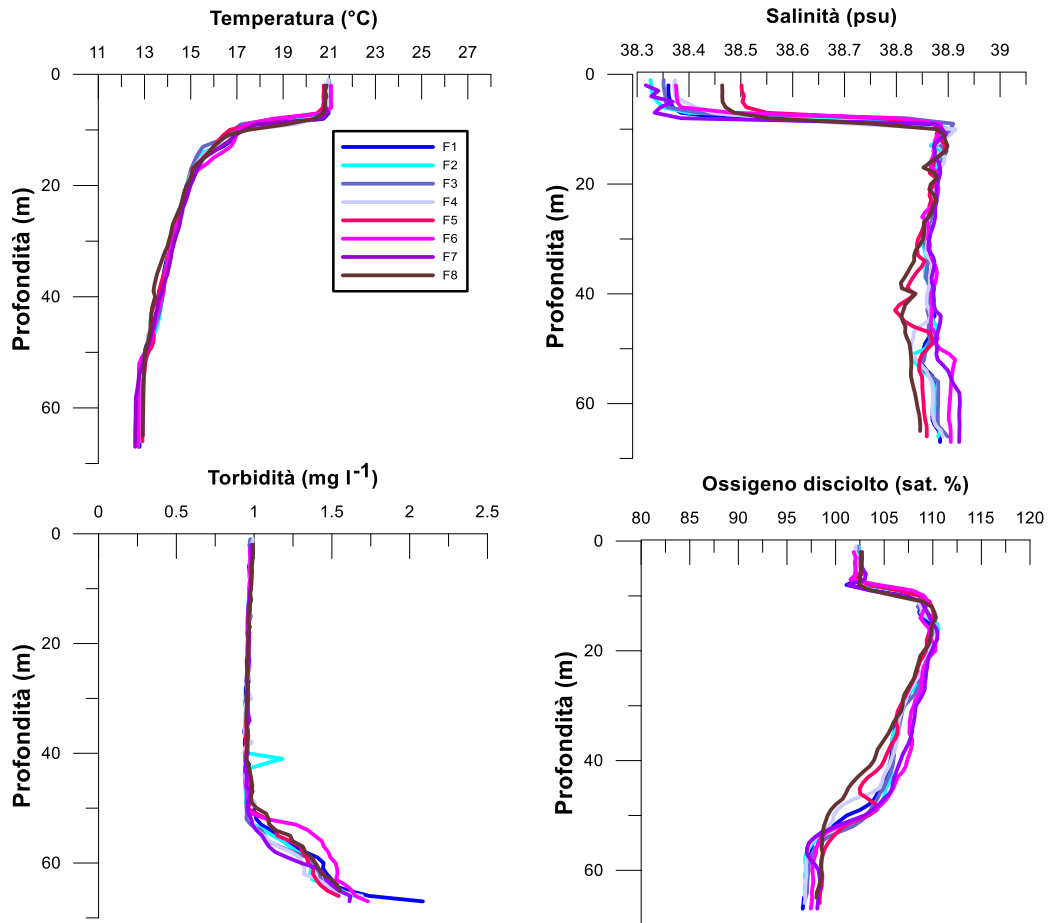 Temperatura (°C)
11 13 15 17 19 21 23 25 27
0
20
40
60
Profondità (m)
F1
F2
F3
F4
F5
F6
F7
F8
Salinità (psu)
38.3 38.4 38.5 38.6 38.7 38.8 38.9 39
0
20
40
60
Profondità (m)
Torbidità (mg l-1)
0 0.5 1 1.5 2 2.5
0
20
40
60
Profondità (m)
Ossigeno disciolto (sat. %)
80 85 90 95 100 105 110 115 120
0
20
40
60
Profondità (m)